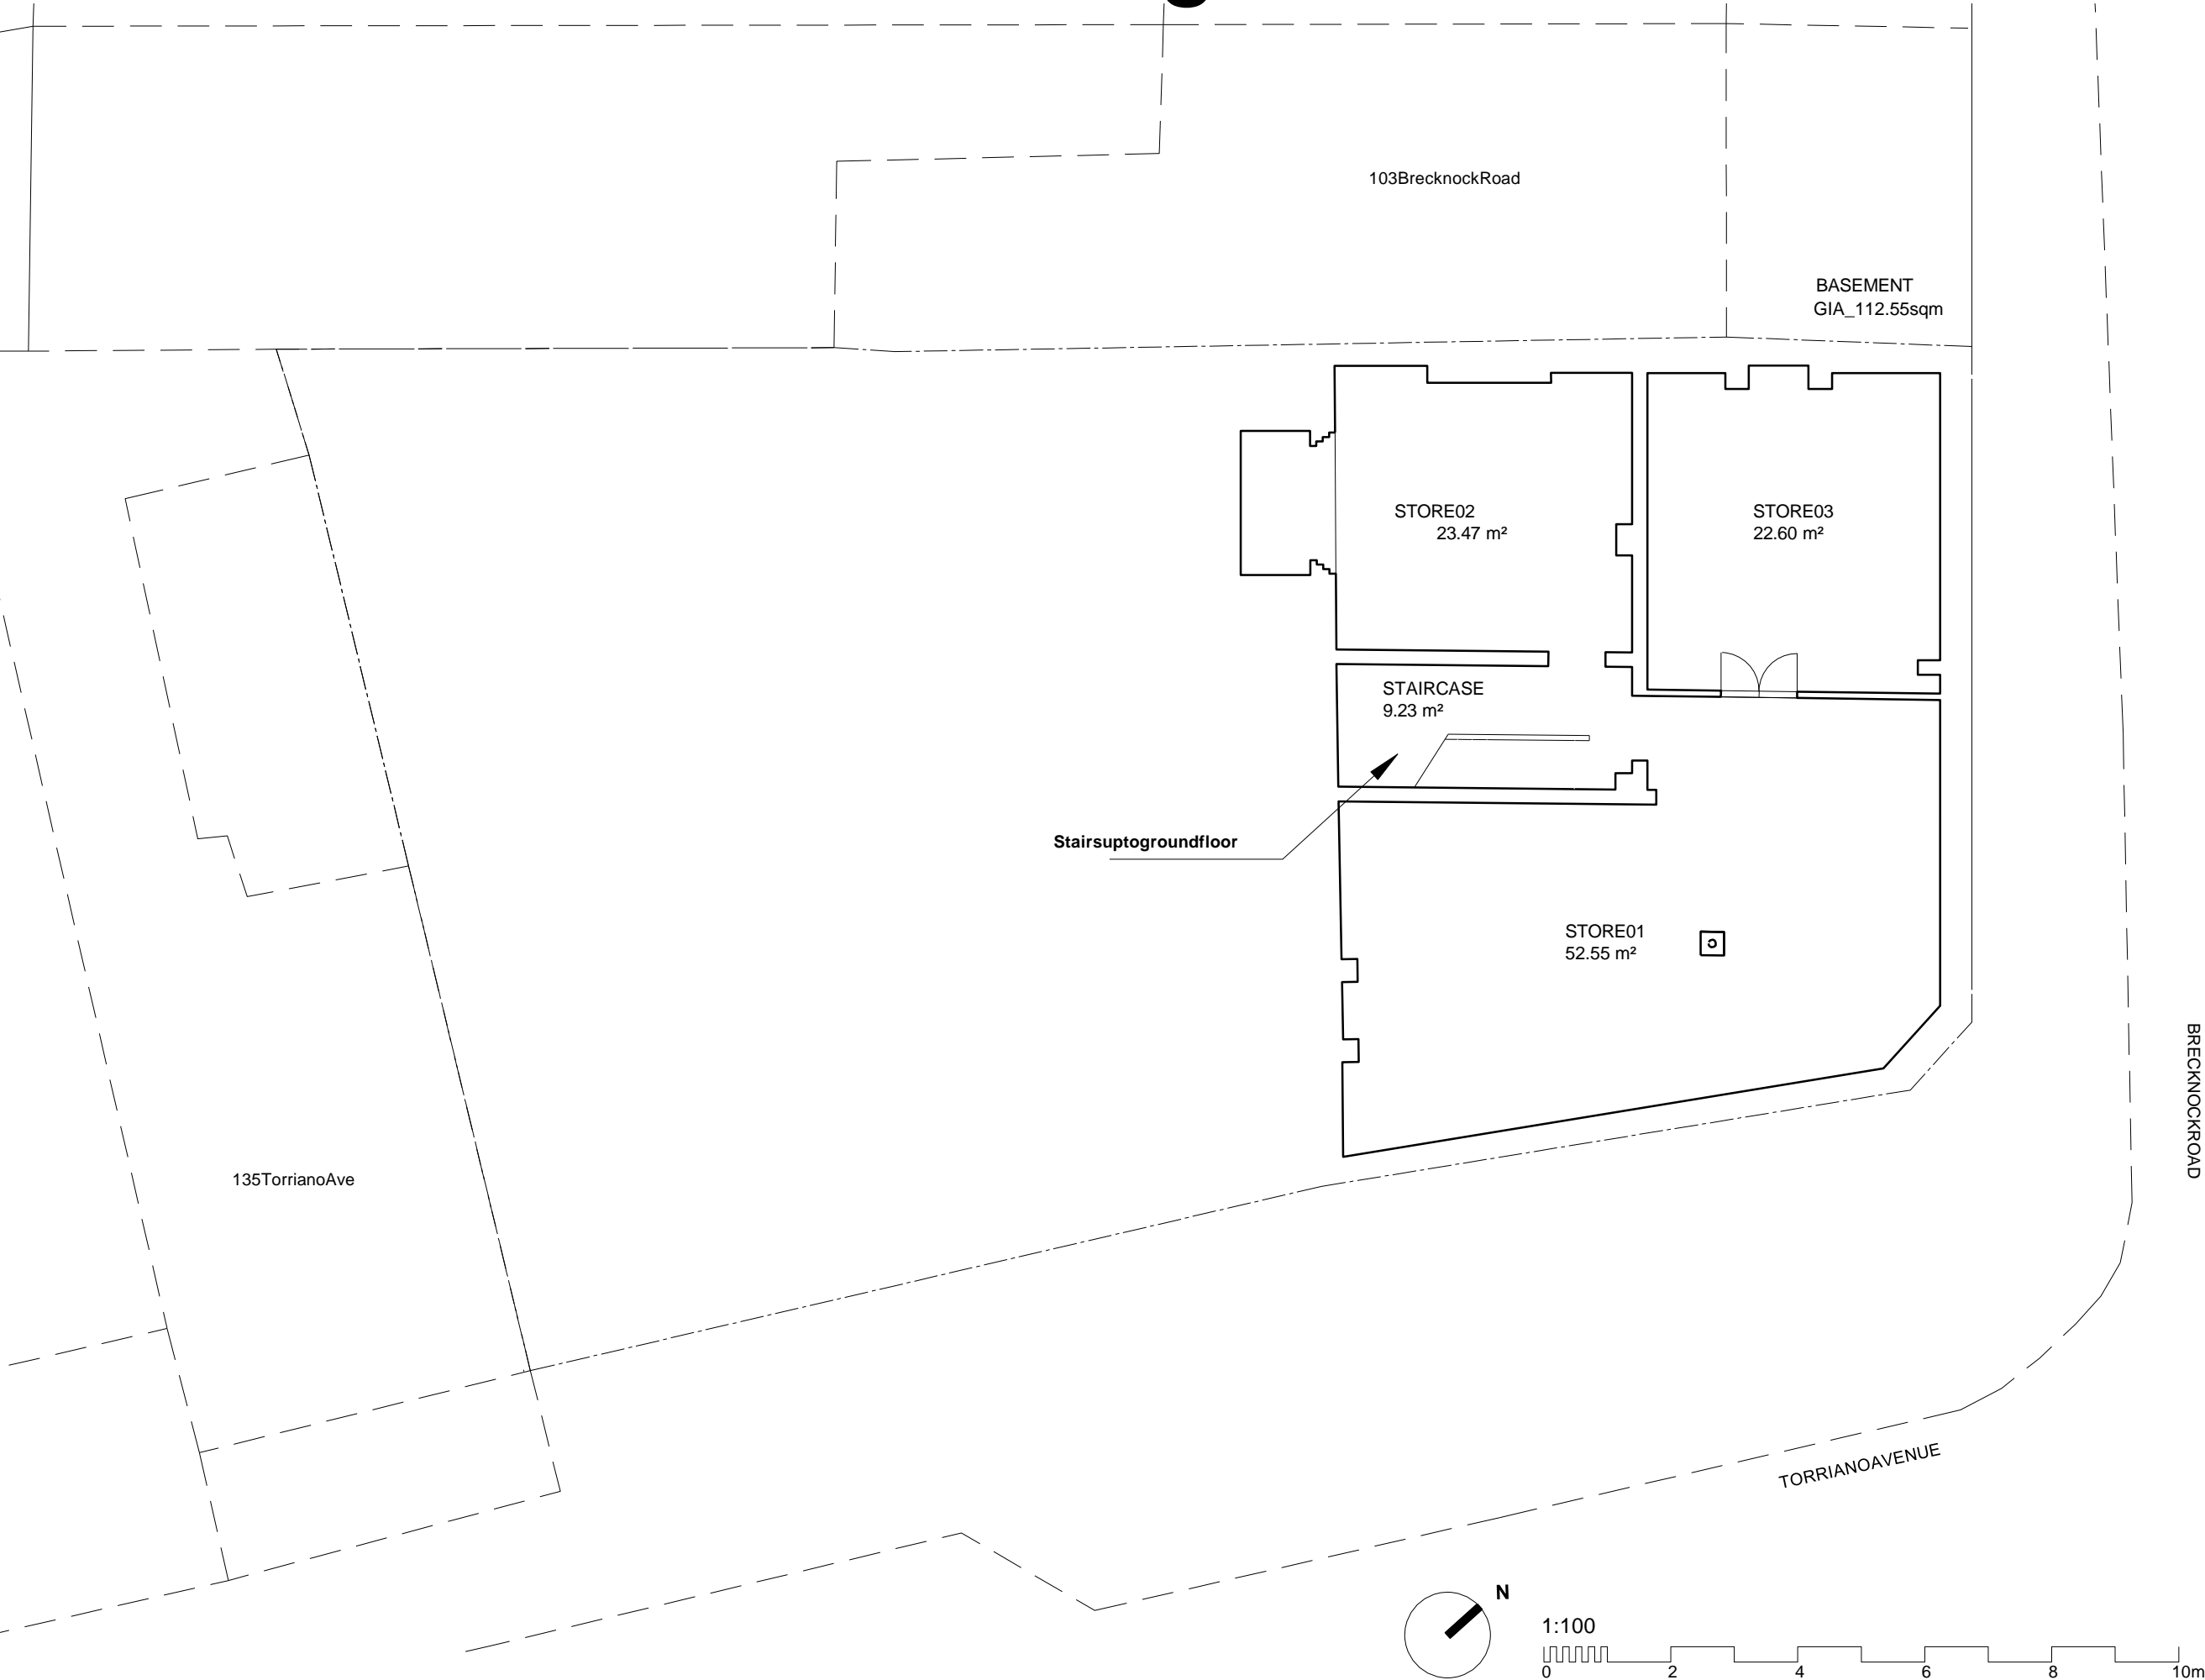 103BrecknockRoad
BASEMENT
GIA_112.55sqm
STORE02
23.47 m²
STORE03
22.60 m²
STAIRCASE
9.23 m²
Stairsuptogroundfloor
STORE01
52.55 m²
BRECKNOCKROAD
135TorrianoAve
TORRIANOAVENUE
N
1:100
0 2 4 6 8 10m